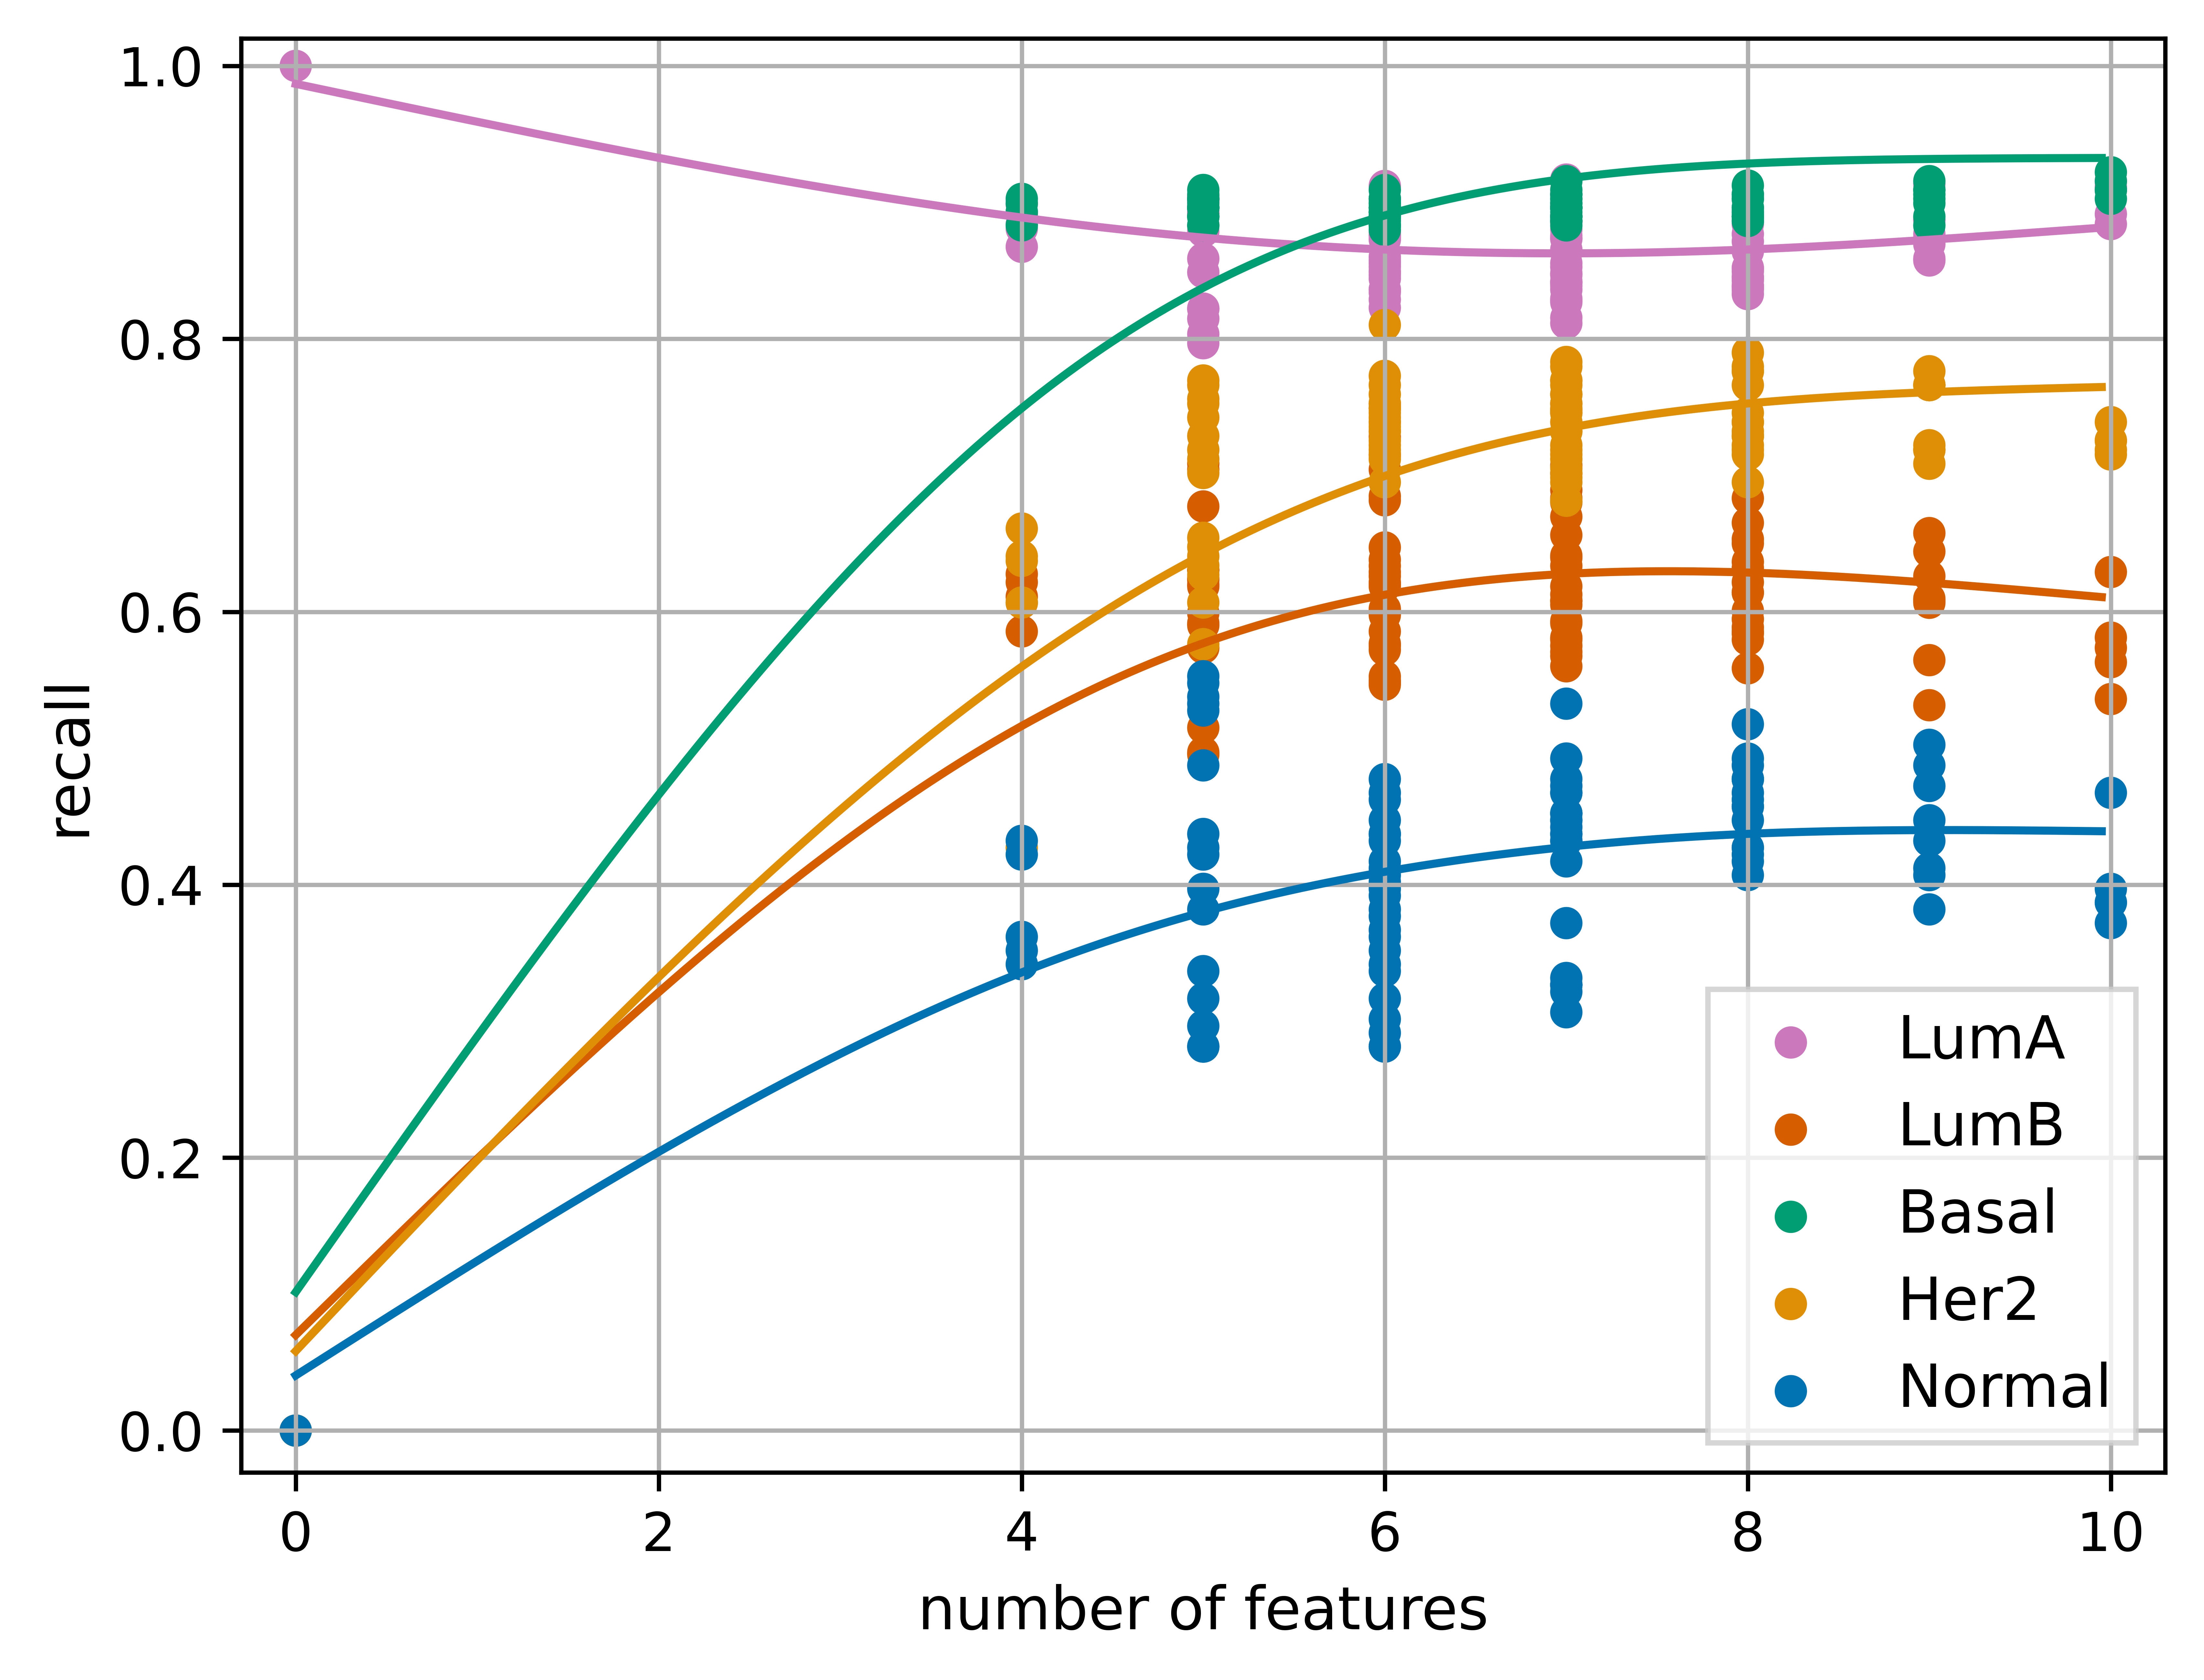 1.0
0.8
0.6
0.4
0.2
0.0
recall
0 2 4 6 8 10
number of features
LumA
LumB
Basal
Her2
Normal